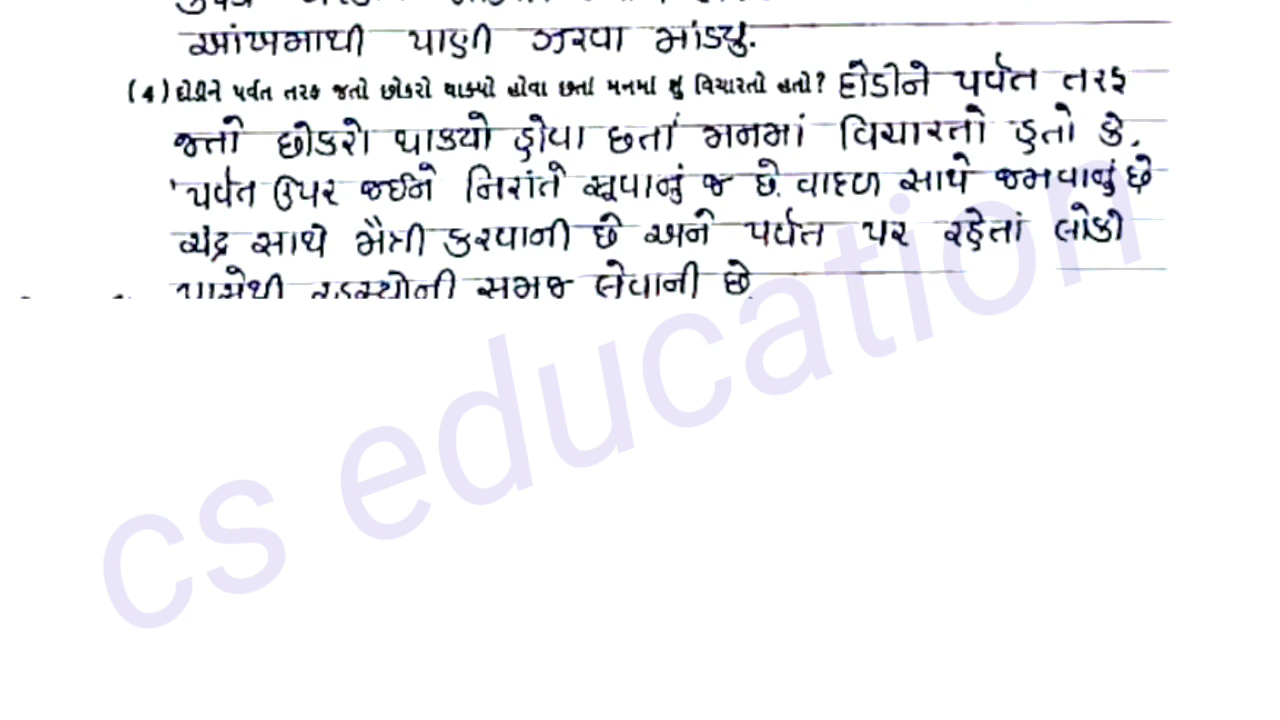 આંખમાથી પાણી ઝરવા માંડ્યુ.
(4) દોડીને પર્વત તરફ જતો છોકરો થાક્યો હોવા છતાં મનમાં શું વિચારતો હતો? દોડીને પર્વત તરફ
જતો છોકરો થાક્યો હોવા છતાં મનમાં વિચારતો હતો કે,
'પર્વત ઉપર જઈને નિરાંતે સૂવાનું જ છે. વાદળ સાથે જમવાનું છે
ચંદ્ર સાથે મૈત્રી કરવાની છે અને પર્વત પર રહેતાં લોકો
પાસેથી રહસ્યોની સમજ લેવાની છે.
cs education